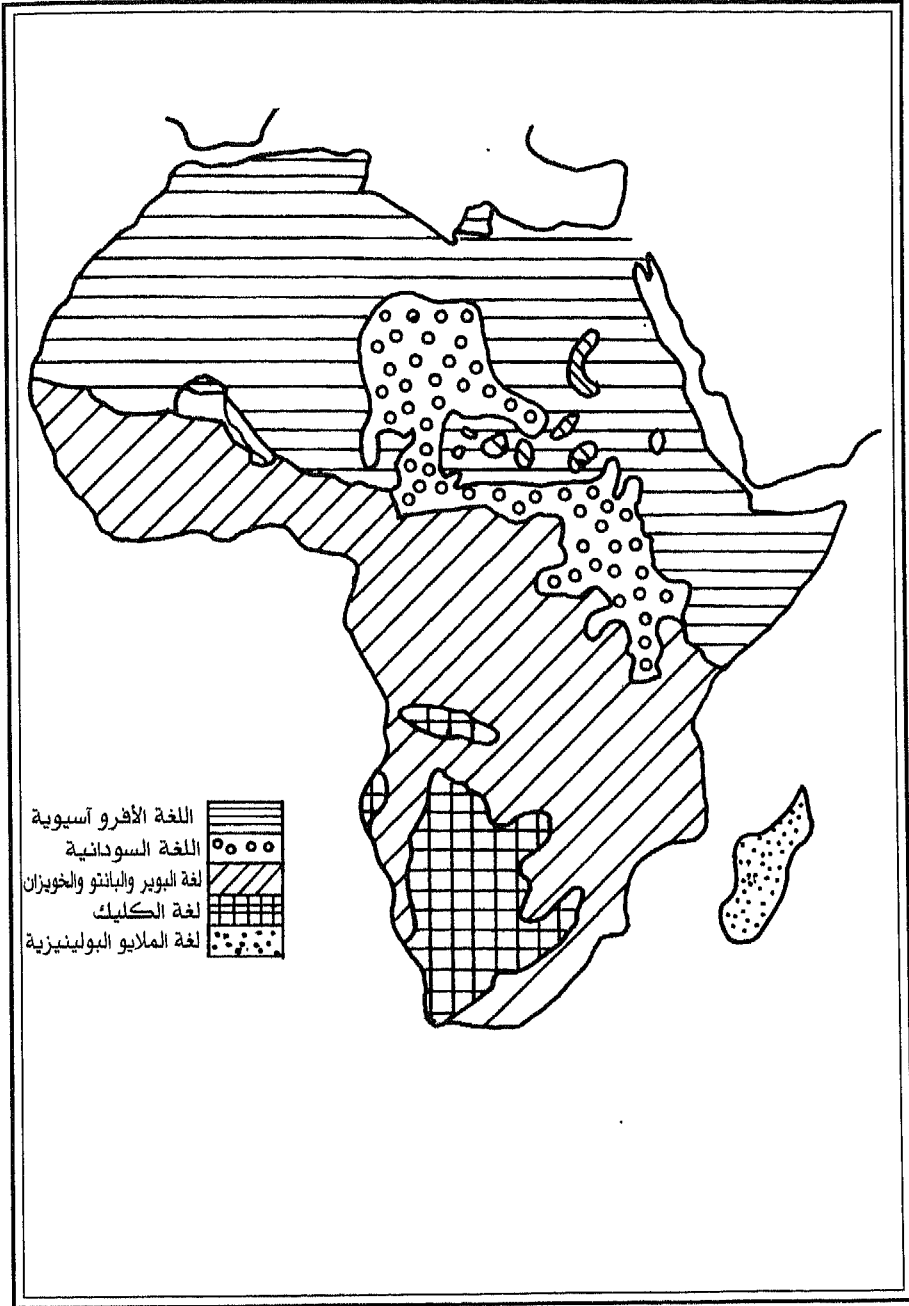 اللغة الأفرو آسيوية
اللغة السودانية
لغة البوير والبانتو والخويزان
لغة الكليك
لغة الملايو البولينيزية